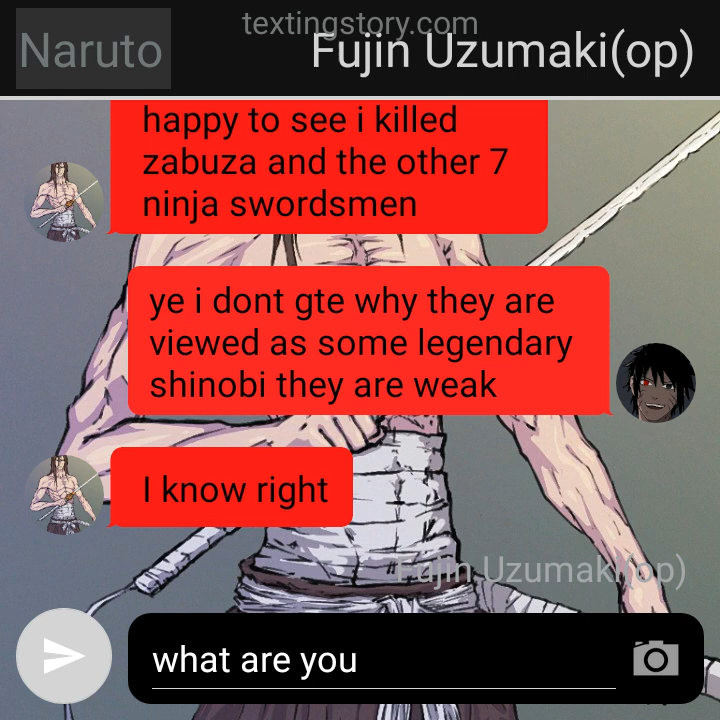 textingstory.com
Naruto
Fujin Uzumaki(op)
happy to see i killed
zabuza and the other 7
ninja swordsmen
ye i dont gte why they are
viewed as some legendary
shinobi they are weak
I know right
Fujin Uzumaki(op)
what are you